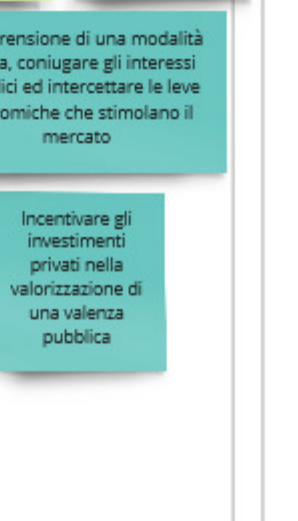 rensione di una modalità
a, coniugare gli interessi
ici ed intercettare le leve
omiche che stimolano il
mercato
Incentivare gli
investimenti
privati nella
valorizzazione di
una valenza
pubblica